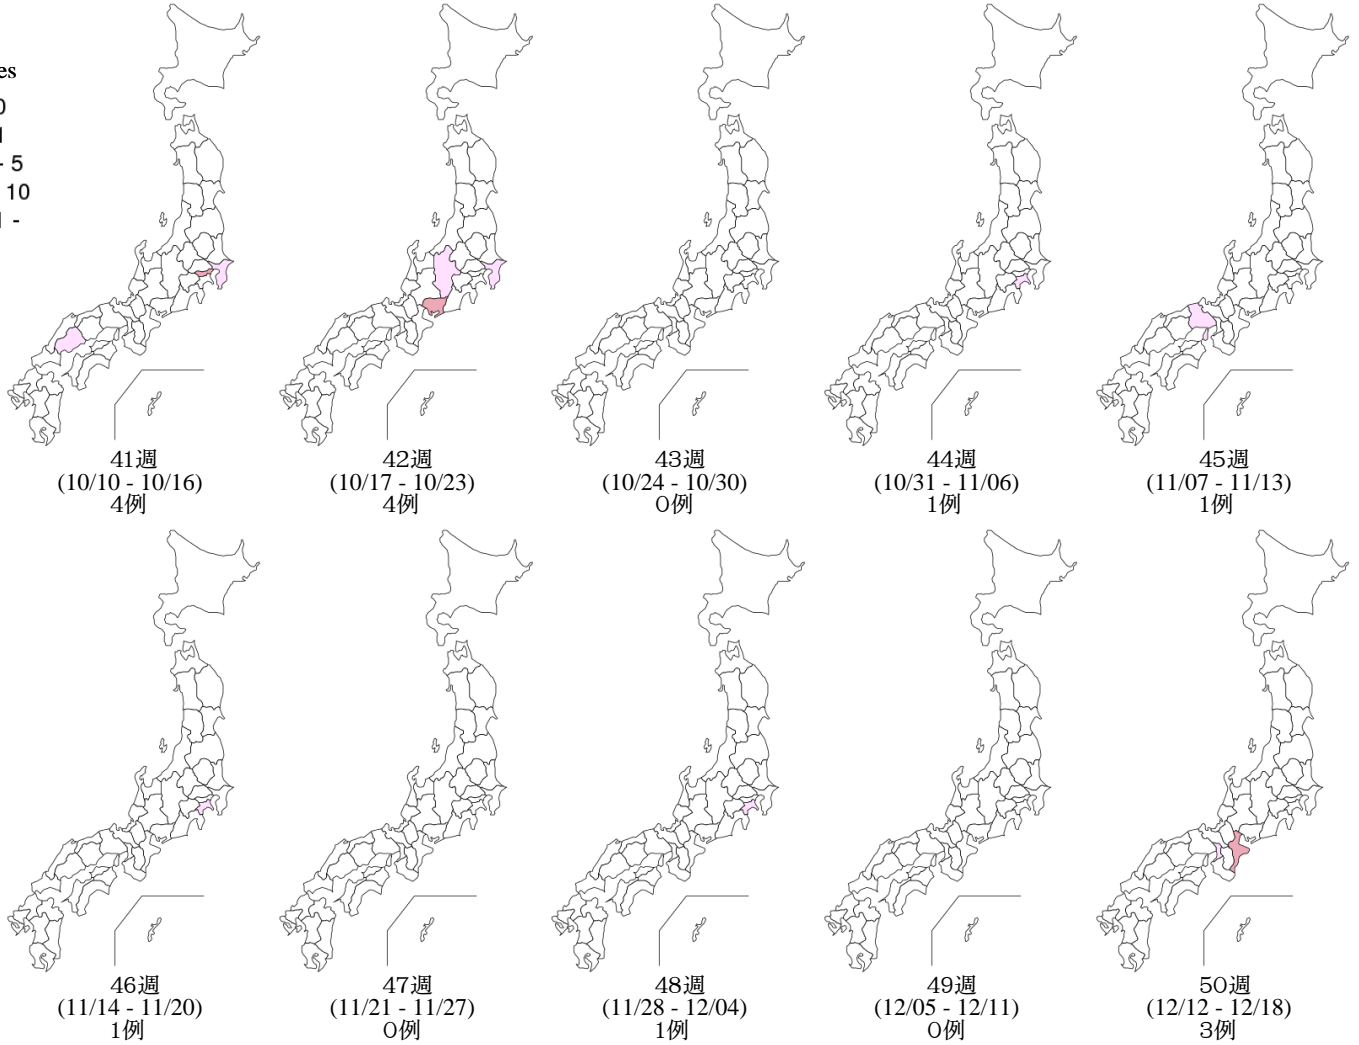 es
0
- 5
10
-
41週
(10/10 - 10/16)
4例
42週
(10/17 - 10/23)
4例
43週
(10/24 - 10/30)
0例
44週
(10/31 - 11/06)
1例
45週
(11/07 - 11/13)
1例
46週
(11/14 - 11/20)
1例
47週
(11/21 - 11/27)
0例
48週
(11/28 - 12/04)
1例
49週
(12/05 - 12/11)
0例
50週
(12/12 - 12/18)
3例